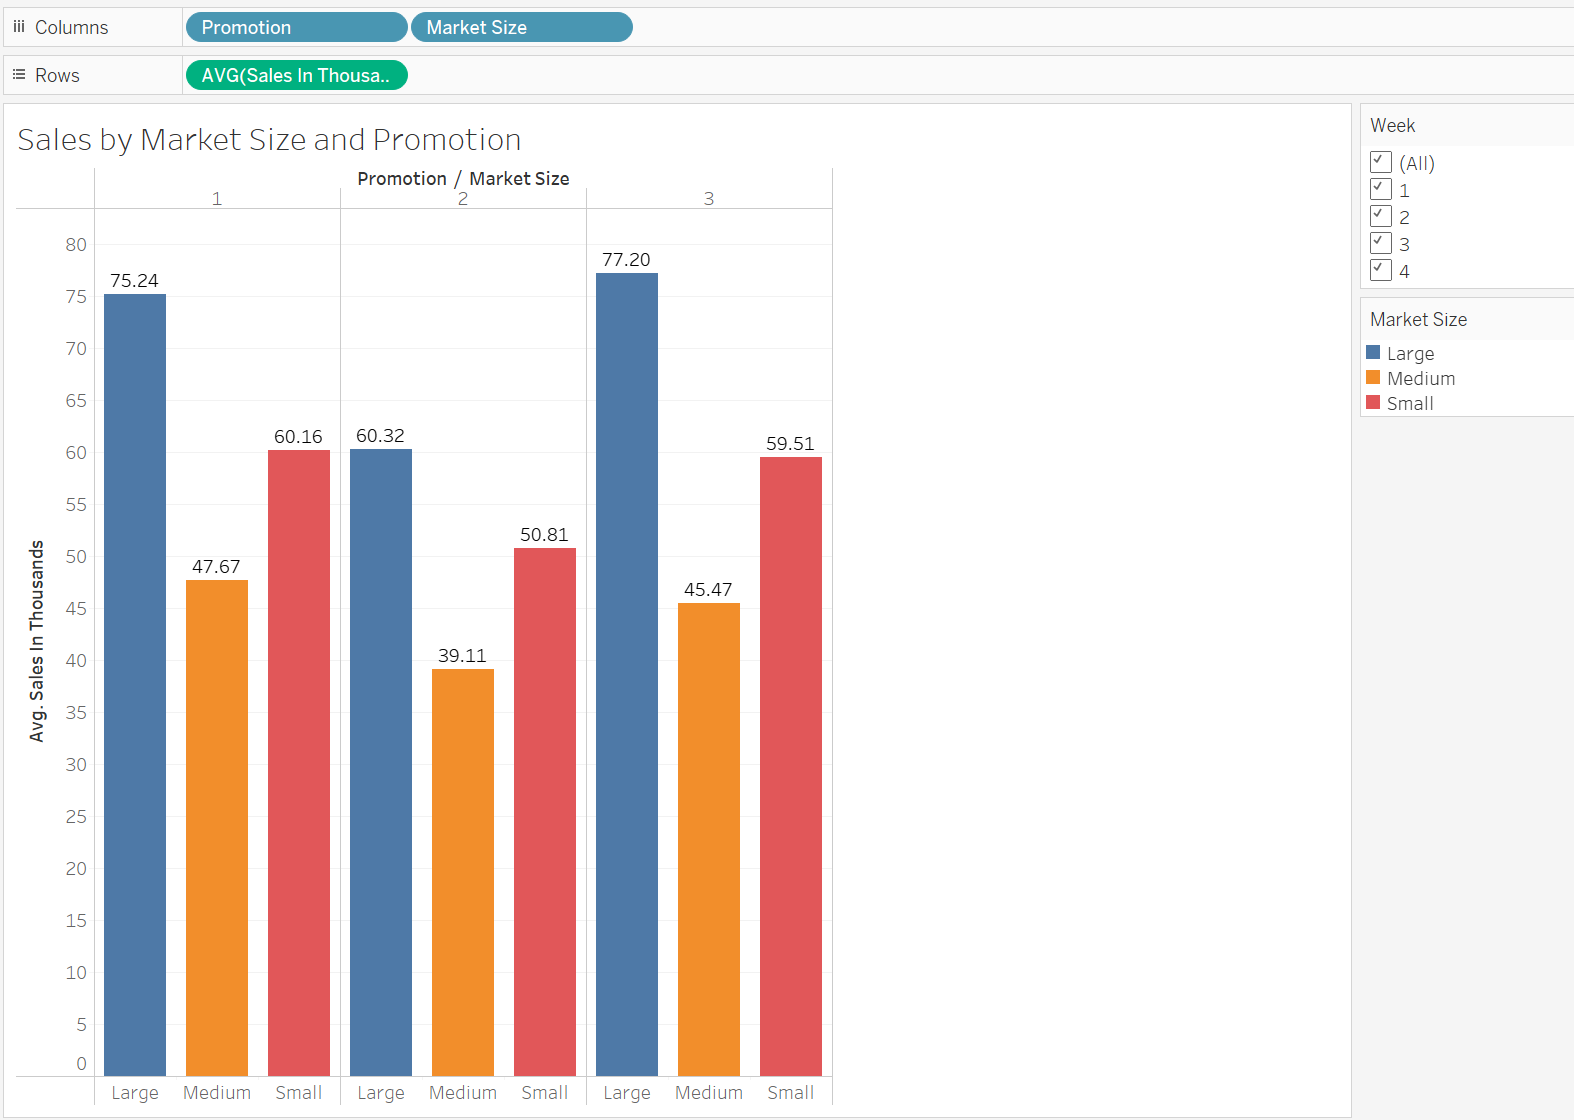 Columns
Promotion
Market Size
Rows
AVG(Sales In Thousa..
Sales by Market Size and Promotion
Promotion / Market Size
1 2 3
80
75
70
65
60
55
50
45
40
35
30
25
20
15
10
5
0
Avg. Sales In Thousands
75.24
47.67
60.16
60.32
39.11
50.81
77.20
45.47
59.51
Large Medium Small Large Medium Small Large Medium Small
Week
(All)
1
2
3
4
Market Size
Large
Medium
Small